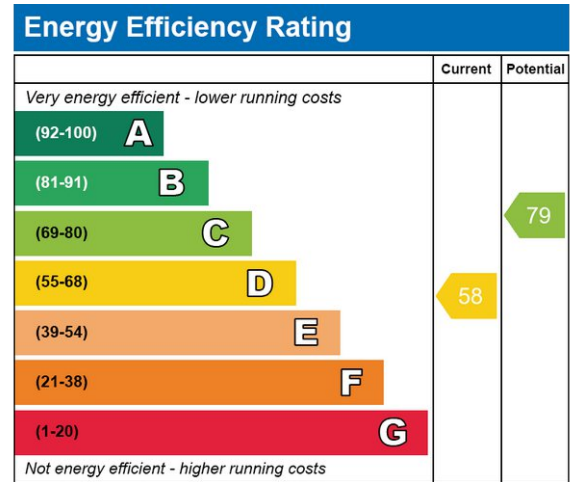 Energy Efficiency Rating
Current Potential
Very energy efficient - lower running costs
(92-100) A
(81-91) B
(69-80) C
79
(55-68) D
58
(39-54) E
(21-38) F
(1-20) G
Not energy efficient - higher running costs